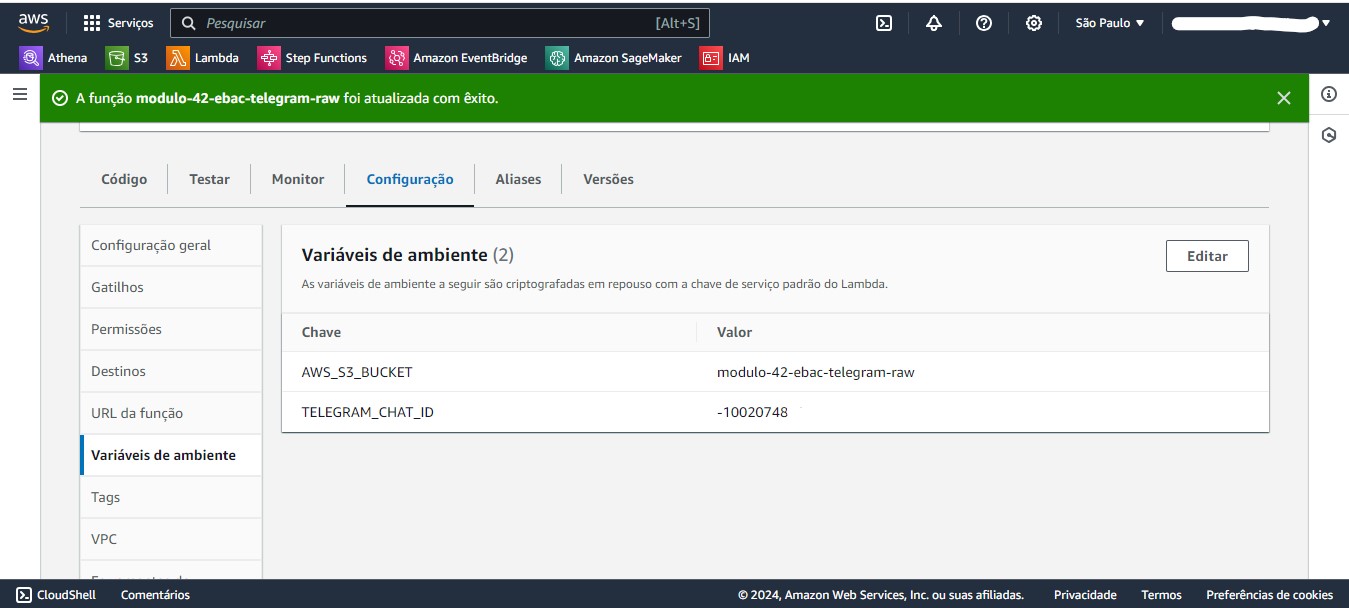 aws Serviços Pesquisar [Alt+S] São Paulo
Athena S3 Lambda Step Functions Amazon EventBridge Amazon SageMaker IAM
A função modulo-42-ebac-telegram-raw foi atualizada com êxito.
Código Testar Monitor Configuração Aliases Versões
Configuração geral
Gatilhos
Permissões
Destinos
URL da função
Variáveis de ambiente
Tags
VPC
Variáveis de ambiente (2)
Editar
As variáveis de ambiente a seguir são criptografadas em repouso com a chave de serviço padrão do Lambda.
Chave Valor
AWS_S3_BUCKET modulo-42-ebac-telegram-raw
TELEGRAM_CHAT_ID -10020748
CloudShell Comentários © 2024, Amazon Web Services, Inc. ou suas afiliadas. Privacidade Termos Preferências de cookies